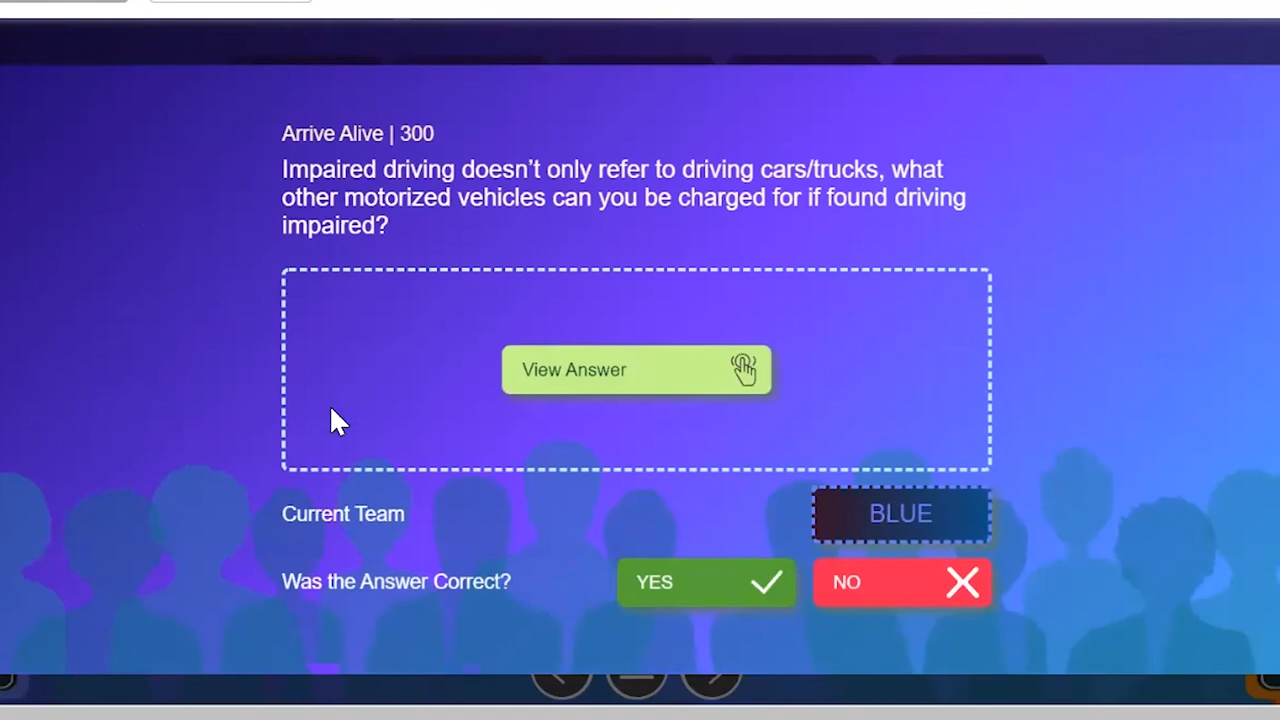 Arrive Alive | 300
Impaired driving doesn’t only refer to driving cars/trucks, what
other motorized vehicles can you be charged for if found driving
impaired?
View Answer
Current Team
BLUE
Was the Answer Correct?
YES
NO